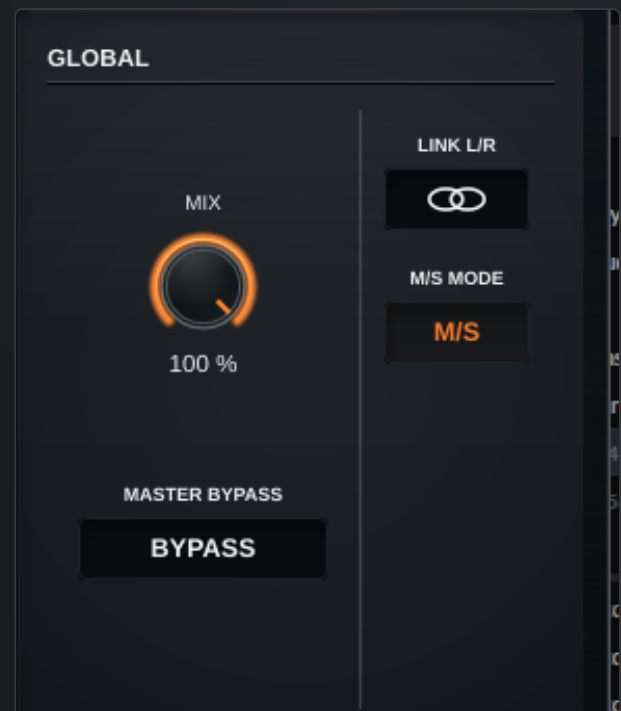 GLOBAL
MIX
100 %
MASTER BYPASS
BYPASS
LINK L/R
M/S MODE
M/S